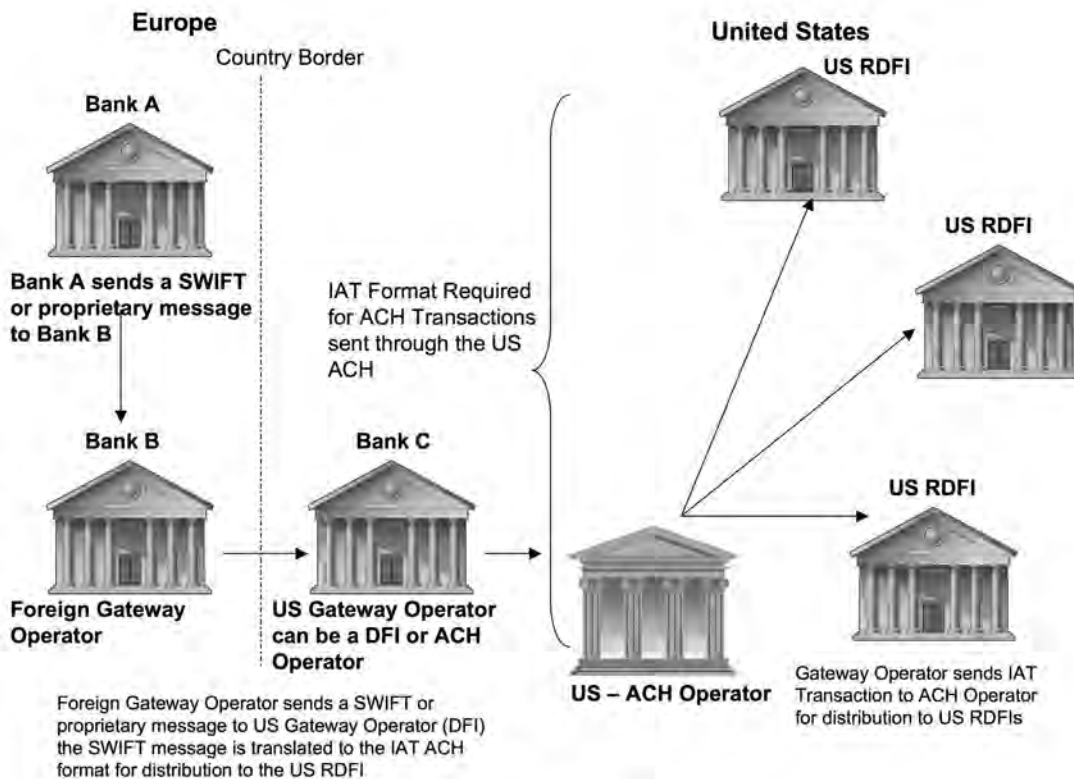 Europe
Country Border
United States
US RDFI
Bank A
Bank A sends a SWIFT
or proprietary message
to Bank B
IAT Format Required
for ACH Transactions
sent through the US
ACH
US RDFI
Bank B
Bank C
US RDFI
Foreign Gateway
Operator
US Gateway Operator
can be a DFI or ACH
Operator
US – ACH Operator
Gateway Operator sends IAT
Transaction to ACH Operator
for distribution to US RDFIs
Foreign Gateway Operator sends a SWIFT or
proprietary message to US Gateway Operator (DFI)
the SWIFT message is translated to the IAT ACH
format for distribution to the US RDFI